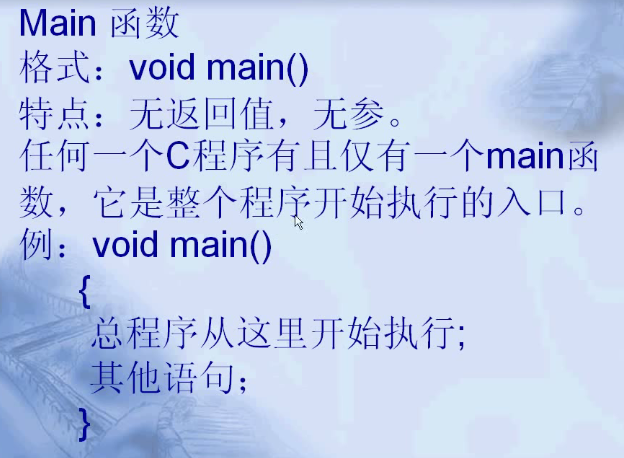 Main 函数
格式：void main()
特点：无返回值，无参。
任何一个C程序有且仅有一个main函
数，它是整个程序开始执行的入口。
例：void main()
{
总程序从这里开始执行;
其他语句；
}